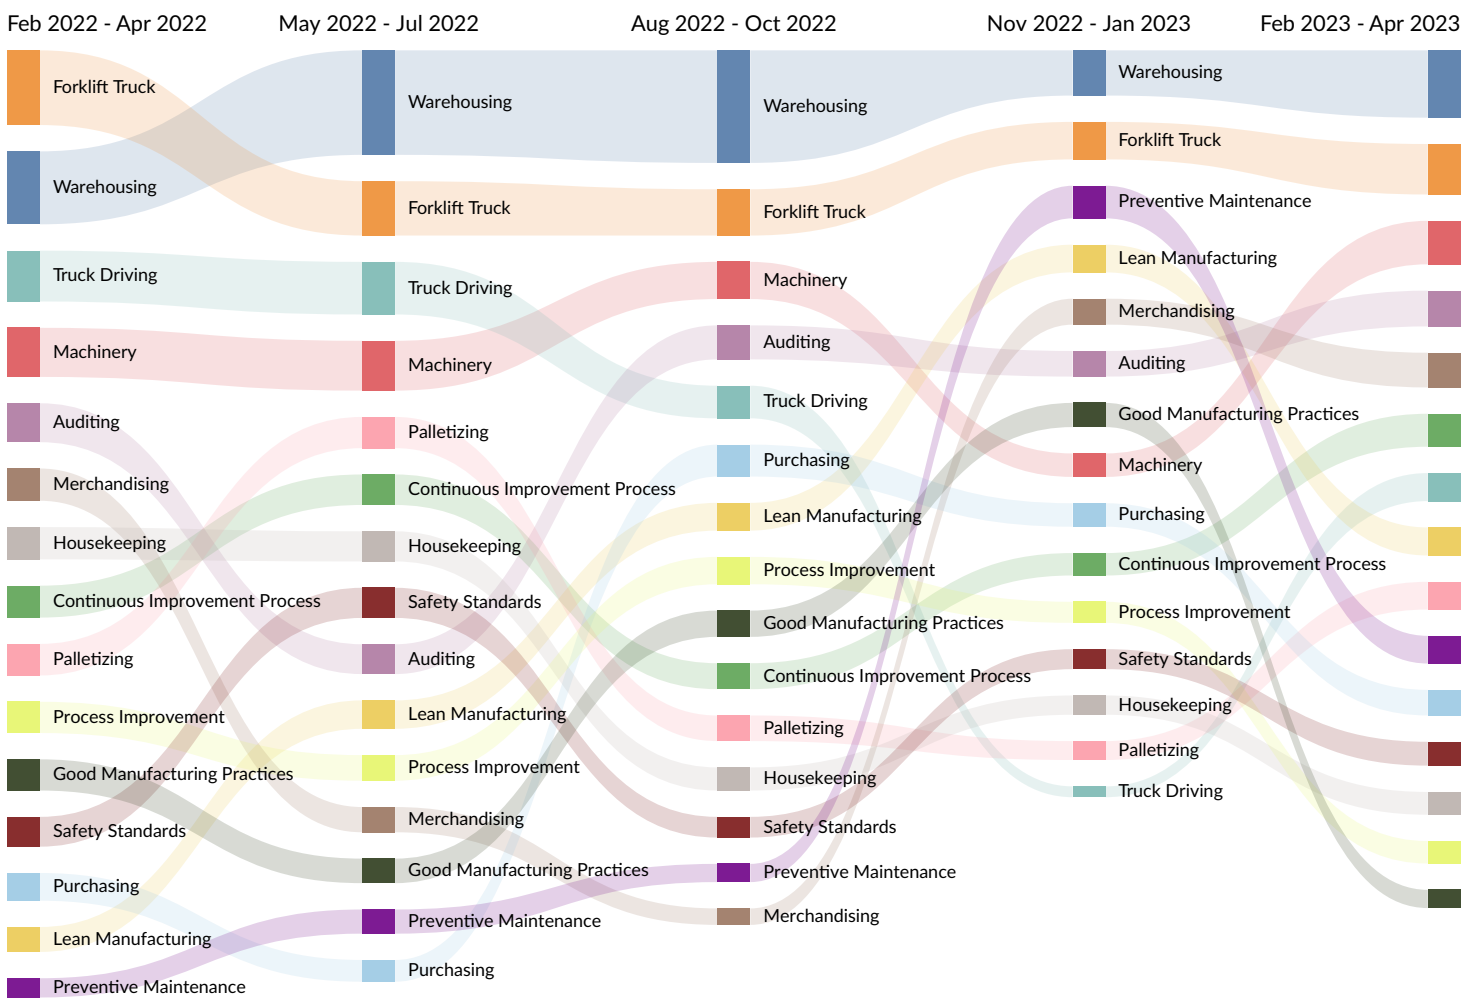 Feb 2022 - Apr 2022
May 2022 - Jul 2022
Aug 2022 - Oct 2022
Nov 2022 - Jan 2023
Feb 2023 - Apr 2023
Forklift Truck
Warehousing
Truck Driving
Machinery
Auditing
Merchandising
Housekeeping
Continuous Improvement Process
Palletizing
Process Improvement
Good Manufacturing Practices
Safety Standards
Purchasing
Lean Manufacturing
Preventive Maintenance
Warehousing
Forklift Truck
Truck Driving
Machinery
Palletizing
Continuous Improvement Process
Housekeeping
Safety Standards
Auditing
Lean Manufacturing
Process Improvement
Merchandising
Good Manufacturing Practices
Preventive Maintenance
Purchasing
Warehousing
Forklift Truck
Machinery
Auditing
Truck Driving
Purchasing
Lean Manufacturing
Process Improvement
Good Manufacturing Practices
Continuous Improvement Process
Palletizing
Housekeeping
Safety Standards
Preventive Maintenance
Merchandising
Warehousing
Forklift Truck
Preventive Maintenance
Lean Manufacturing
Merchandising
Auditing
Good Manufacturing Practices
Machinery
Purchasing
Continuous Improvement Process
Process Improvement
Safety Standards
Housekeeping
Palletizing
Truck Driving